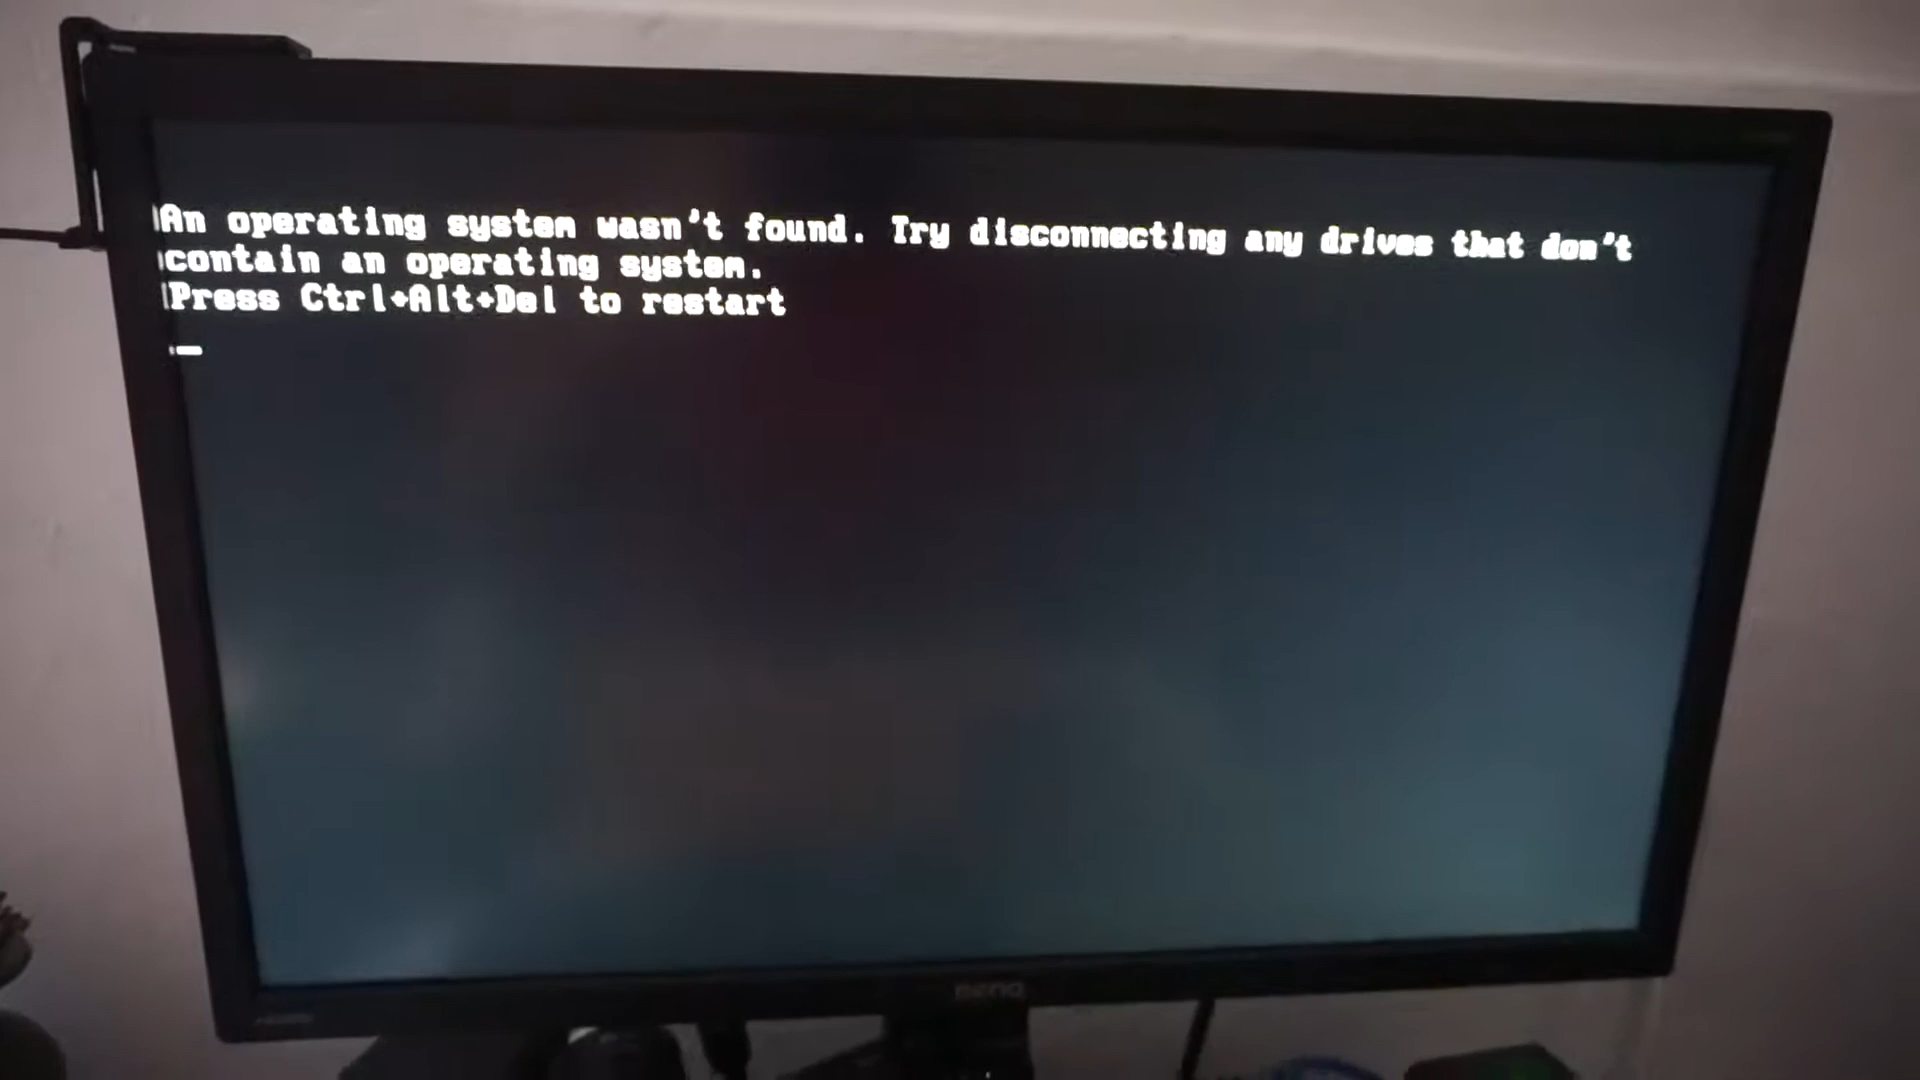 An operating system wasn't found. Try disconnecting any drives that don't
contain an operating system.
Press Ctrl+Alt+Del to restart
BenQ